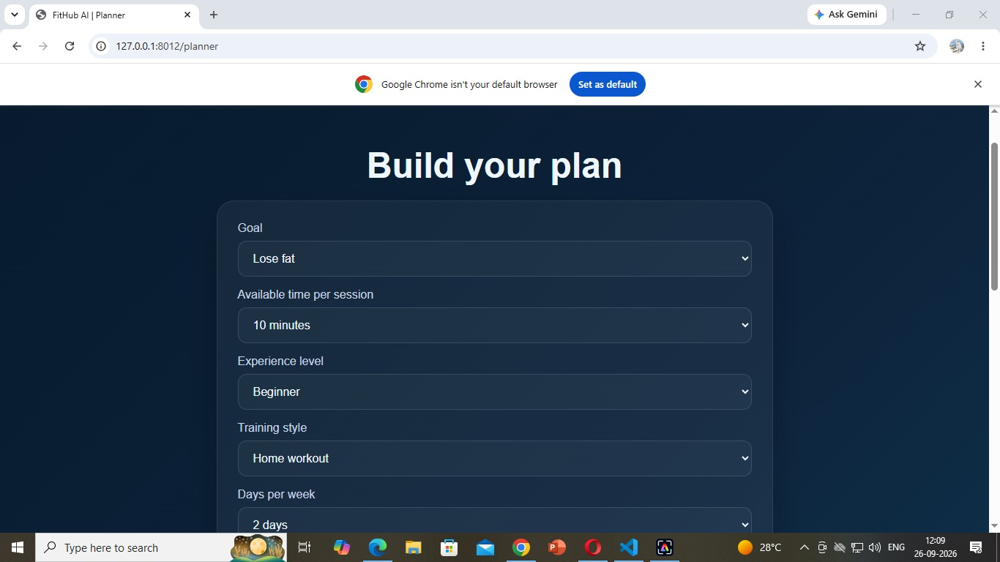 FitHub AI | Planner
Ask Gemini
127.0.0.1:8012/planner
Google Chrome isn't your default browser
Set as default
Build your plan
Goal
Lose fat
Available time per session
10 minutes
Experience level
Beginner
Training style
Home workout
Days per week
2 days
Type here to search
28°C
ENG
12:09
26-09-2026